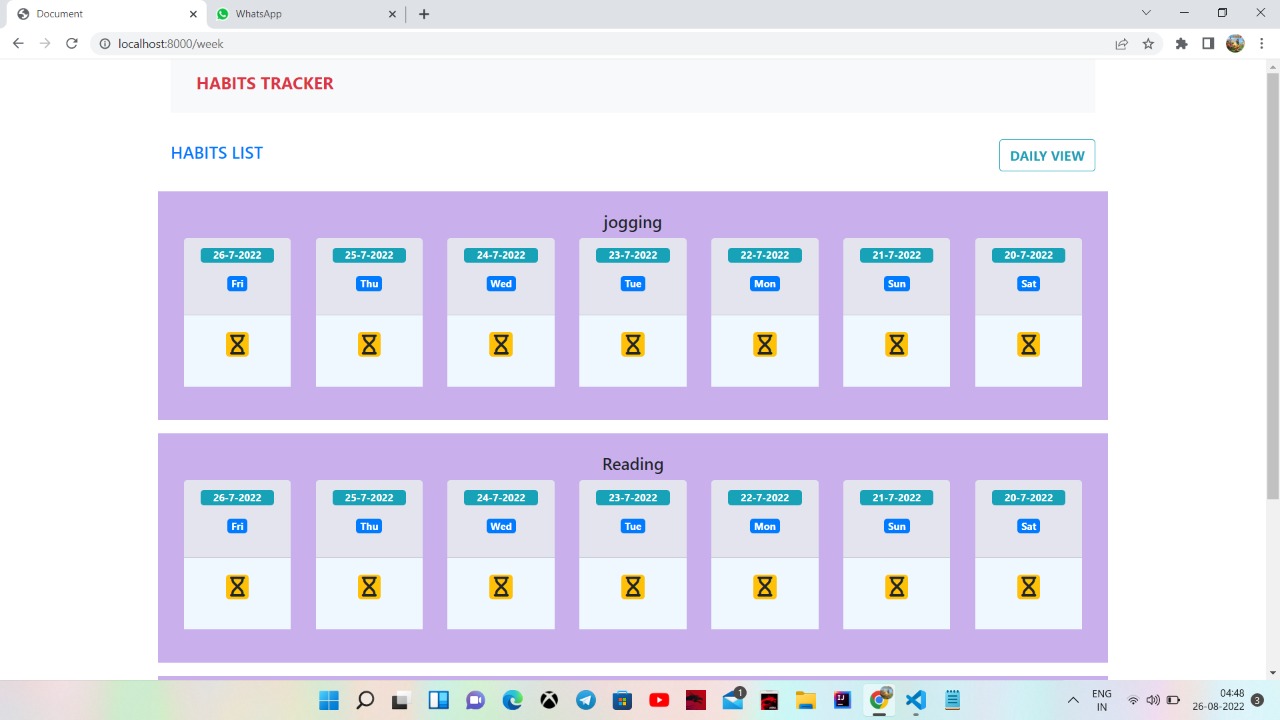 Document
WhatsApp
localhost:8000/week
HABITS TRACKER
HABITS LIST
DAILY VIEW
jogging
26-7-2022 25-7-2022 24-7-2022 23-7-2022 22-7-2022 21-7-2022 20-7-2022
Fri Thu Wed Tue Mon Sun Sat
Reading
26-7-2022 25-7-2022 24-7-2022 23-7-2022 22-7-2022 21-7-2022 20-7-2022
Fri Thu Wed Tue Mon Sun Sat
1
ENG
IN
04:48
26-08-2022
3